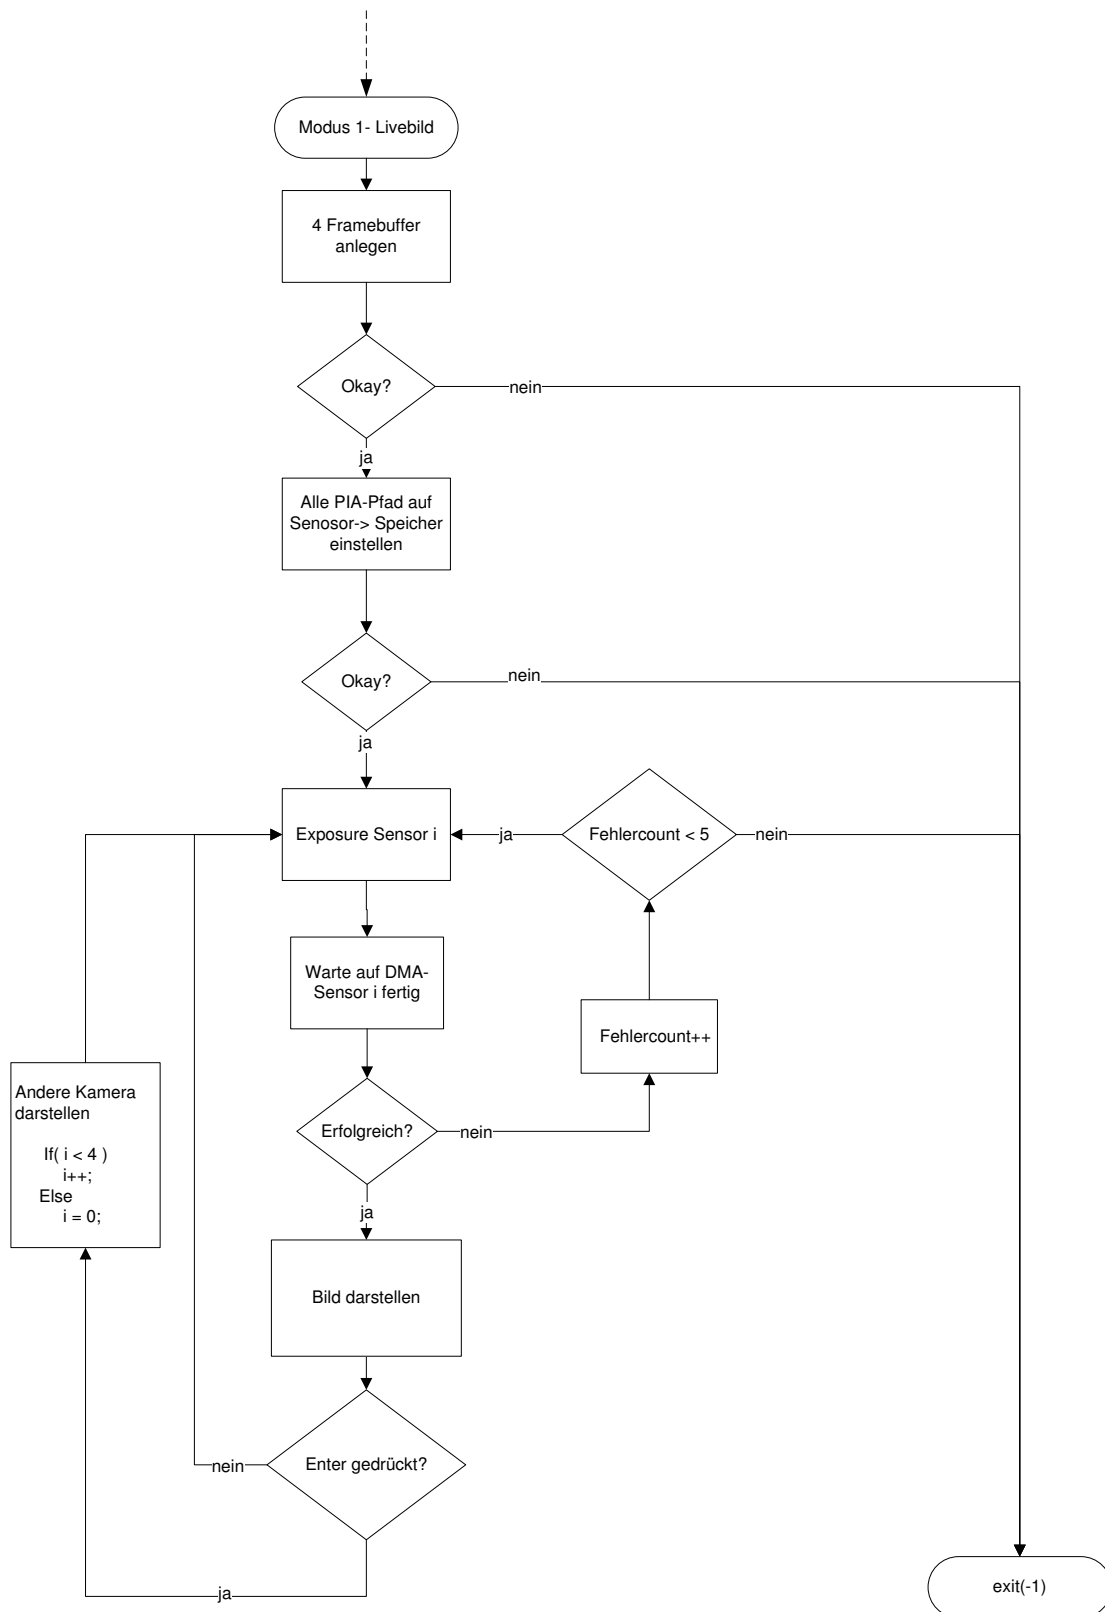 Modus 1- Livebild
4 Framebuffer
anlegen
Okay?
nein
ja
Alle PIA-Pfad auf
Senosor-> Speicher
einstellen
Okay?
nein
ja
Exposure Sensor i
ja
Fehlercount < 5
nein
Warte auf DMA-
Sensor i fertig
Fehlercount++
Andere Kamera
darstellen
If( i < 4 )
i++;
Else
i = 0;
Erfolgreich?
nein
ja
Bild darstellen
Enter gedrückt?
nein
ja
exit(-1)